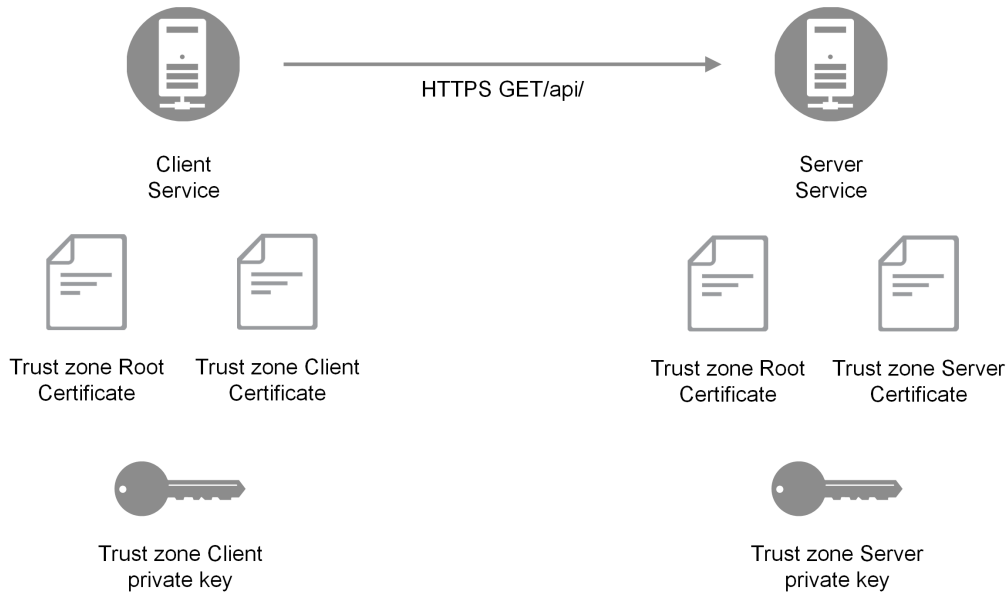 HTTPS GET/api/
Client
Service
Server
Service
Trust zone Root
Certificate
Trust zone Client
Certificate
Trust zone Root
Certificate
Trust zone Server
Certificate
Trust zone Client
private key
Trust zone Server
private key